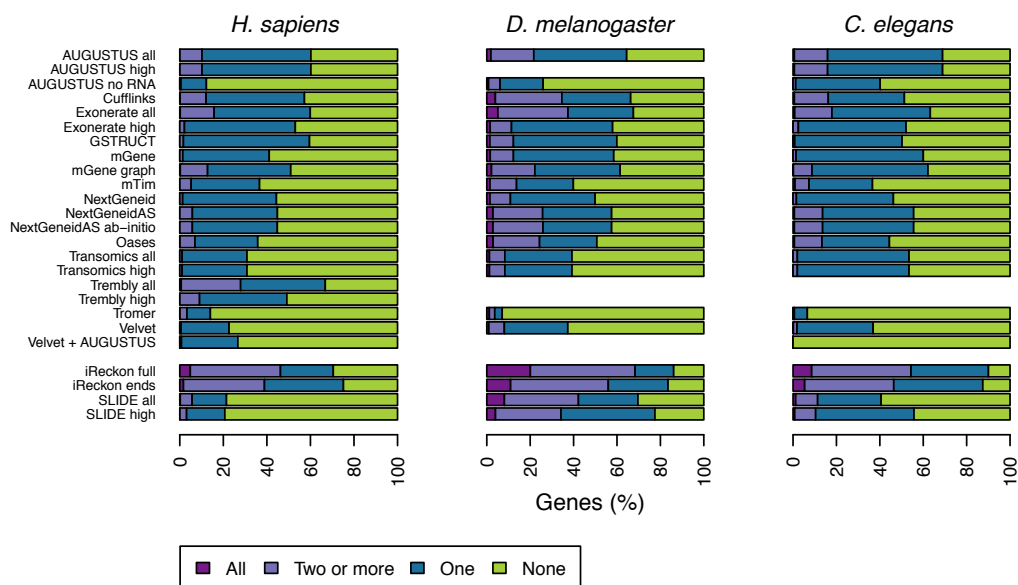 H. sapiens D. melanogaster C. elegans
AUGUSTUS all
AUGUSTUS high
AUGUSTUS no RNA
Cufflinks
Exonerate all
Exonerate high
GSTRUCT
mGene
mGene graph
mTim
NextGeneid
NextGeneidAS
NextGeneidAS ab−initio
Oases
Transomics all
Transomics high
Trembly all
Trembly high
Tromer
Velvet
Velvet + AUGUSTUS
iReckon full
iReckon ends
SLIDE all
SLIDE high
0 20 40 60 80 100 0 20 40 60 80 100 0 20 40 60 80 100
Genes (%)
All Two or more One None